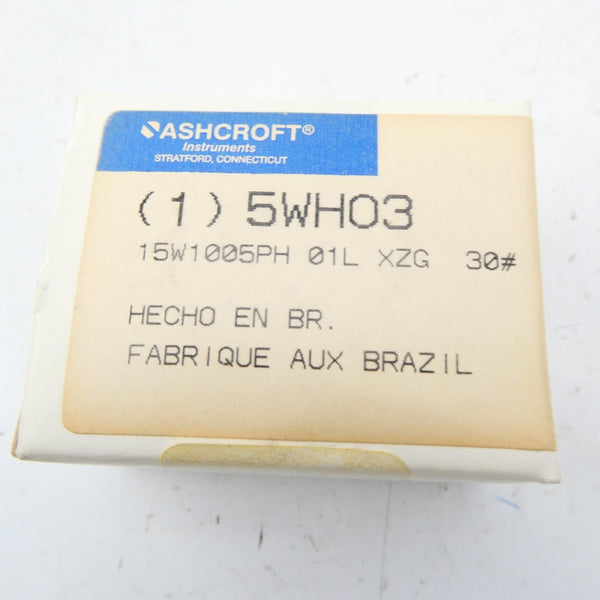 ASHCROFT®
Instruments
STRATFORD, CONNECTICUT
(1) 5WH03
15W1005PH 01L XZG 30#
HECHO EN BR.
FABRIQUE AUX BRAZIL